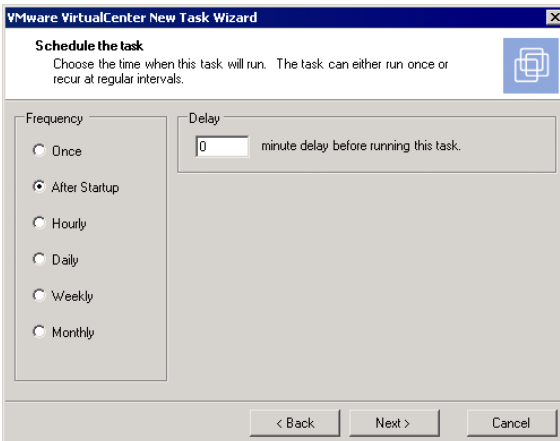 VMware VirtualCenter New Task Wizard
Schedule the task
Choose the time when this task will run. The task can either run once or
recur at regular intervals.
Frequency
Once
After Startup
Hourly
Daily
Weekly
Monthly
Delay
0 minute delay before running this task.
< Back
Next >
Cancel